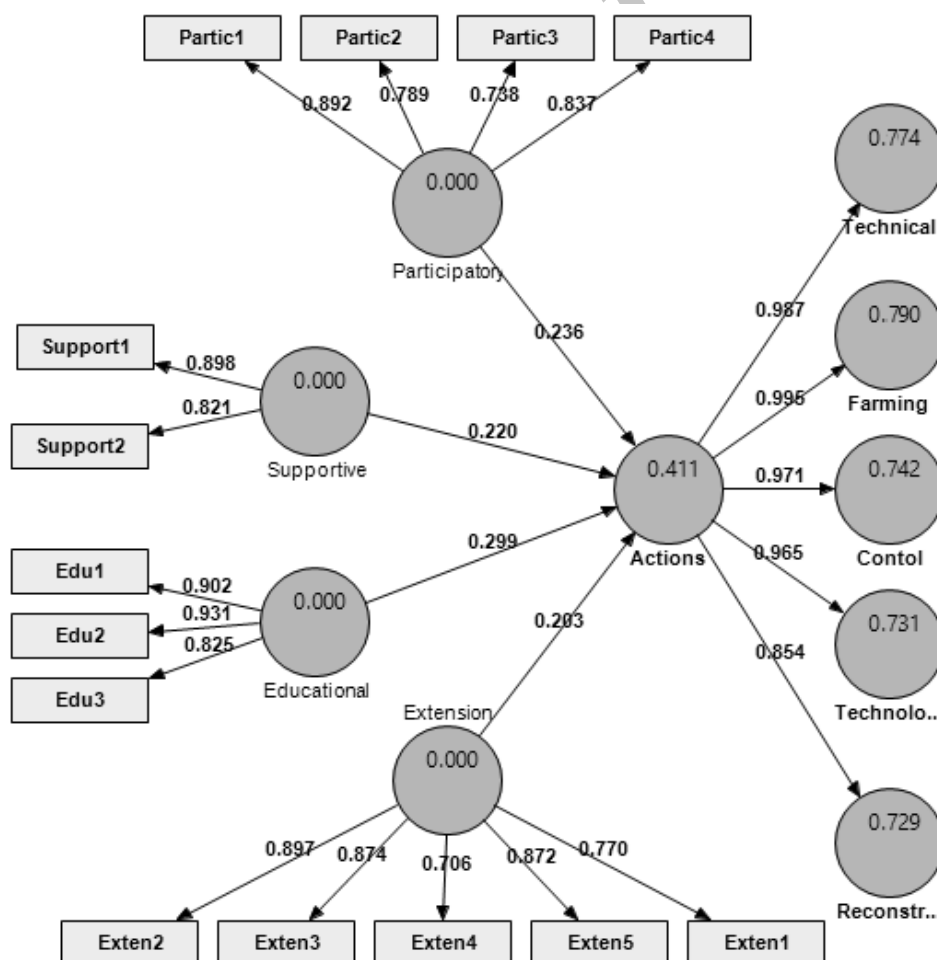 Partic1
Partic2
Partic3
Partic4
0.892
0.789
0.738
0.837
0.000
Participatory
0.774
Technical
0.987
0.236
0.790
Farming
0.995
Support1
0.898
0.000
Support2
0.821
Supportive
0.220
0.411
Actions
0.971
0.742
Contol
0.299
0.965
Edu1
0.902
0.000
Edu2
0.931
Edu3
0.825
Educational
0.203
0.731
Technolo...
0.854
Extension
0.000
0.729
Reconstr...
0.897
0.874
0.706
0.872
0.770
Exten2
Exten3
Exten4
Exten5
Exten1